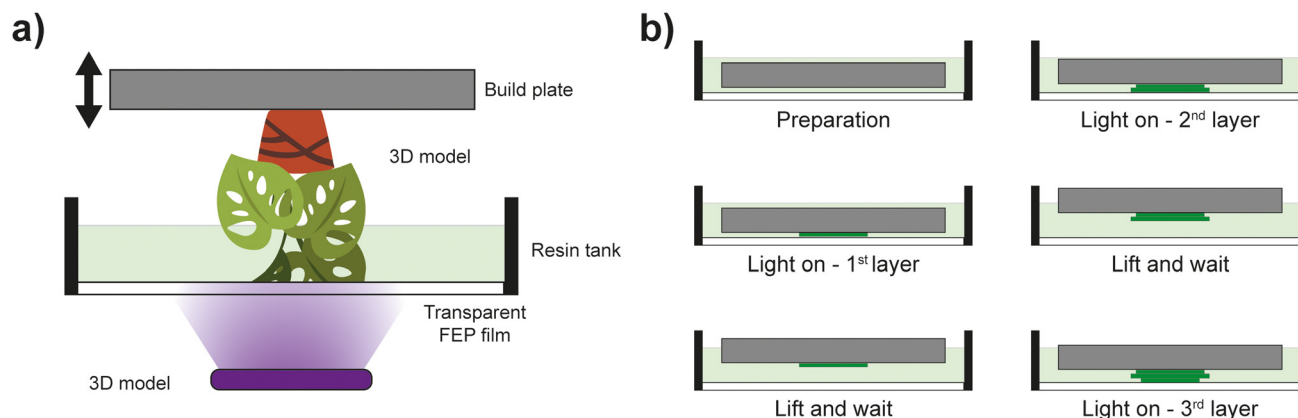 a)
Build plate
3D model
Resin tank
Transparent
FEP film
3D model
b)
Preparation
Light on - 1st layer
Lift and wait
Light on - 2nd layer
Lift and wait
Light on - 3rd layer